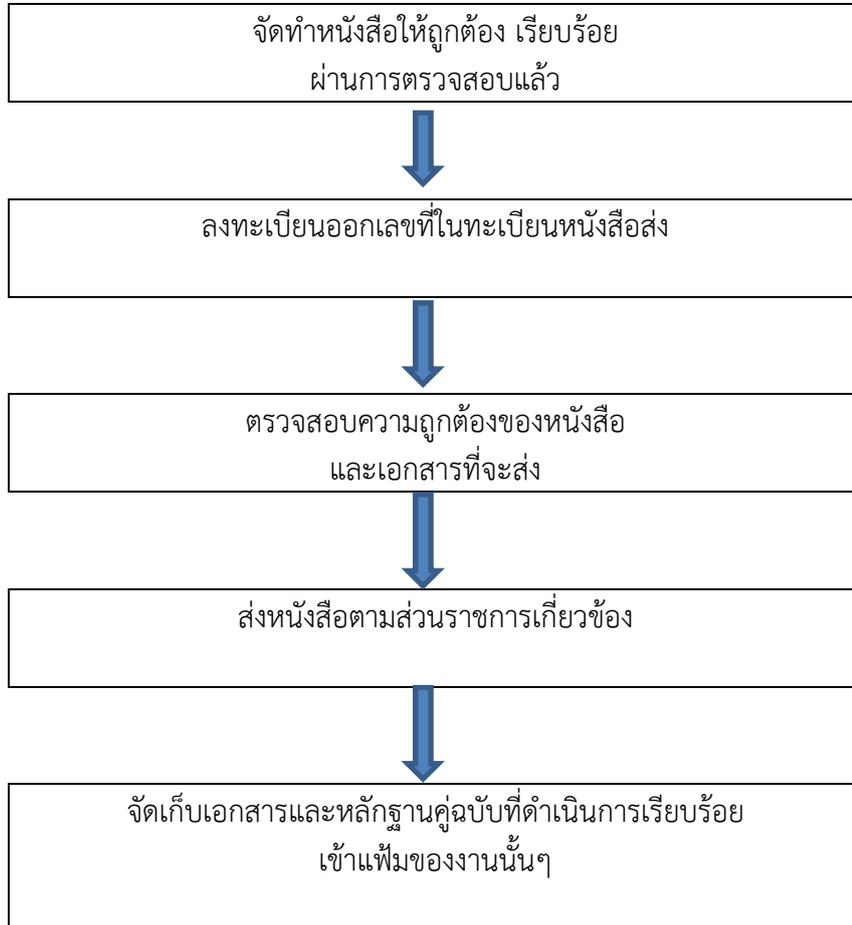 จัดทำหนังสือให้ถูกต้อง เรียบร้อย
ผ่านการตรวจสอบแล้ว
ลงทะเบียนออกเลขที่ในทะเบียนหนังสือส่ง
ตรวจสอบความถูกต้องของหนังสือ
และเอกสารที่จะส่ง
ส่งหนังสือตามส่วนราชการเกี่ยวข้อง
จัดเก็บเอกสารและหลักฐานคู่ฉบับที่ดำเนินการเรียบร้อย
เข้าแฟ้มของงานนั้นๆ